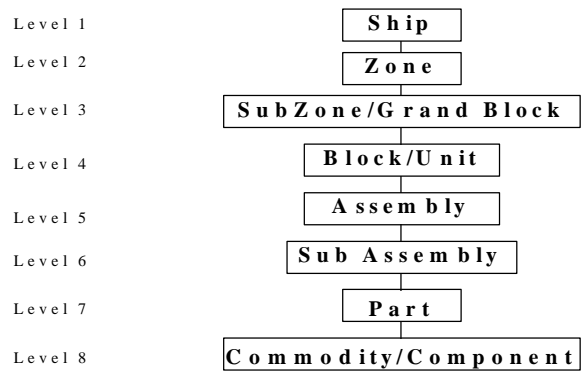 Level 1 Ship
Level 2 Zone
Level 3 SubZone/Grand Block
Level 4 Block/Unit
Level 5 Assembly
Level 6 Sub Assembly
Level 7 Part
Level 8 Commodity/Component